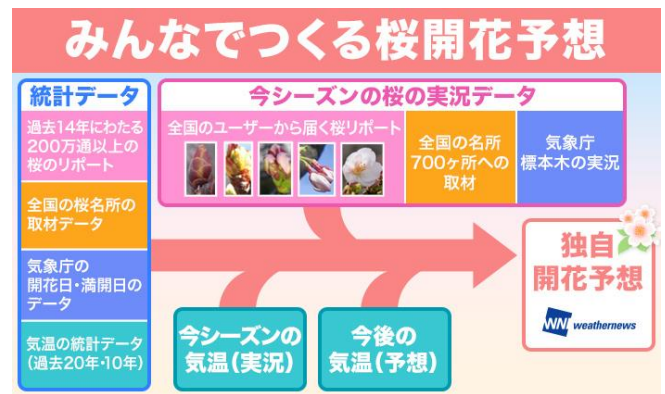 みんなでつくる桜開花予想
統計データ
過去14年にわたる
200万通以上の
桜のリポート
全国の桜名所の
取材データ
気象庁の
開花日・満開日の
データ
気温の統計データ
(過去20年・10年)
今シーズンの桜の実況データ
全国のユーザーから届く桜リポート
全国の名所
700ヶ所への
取材
気象庁
標本木の実況
今シーズンの
気温(実況)
今後の
気温(予想)
独自
開花予想
WNI weathernews